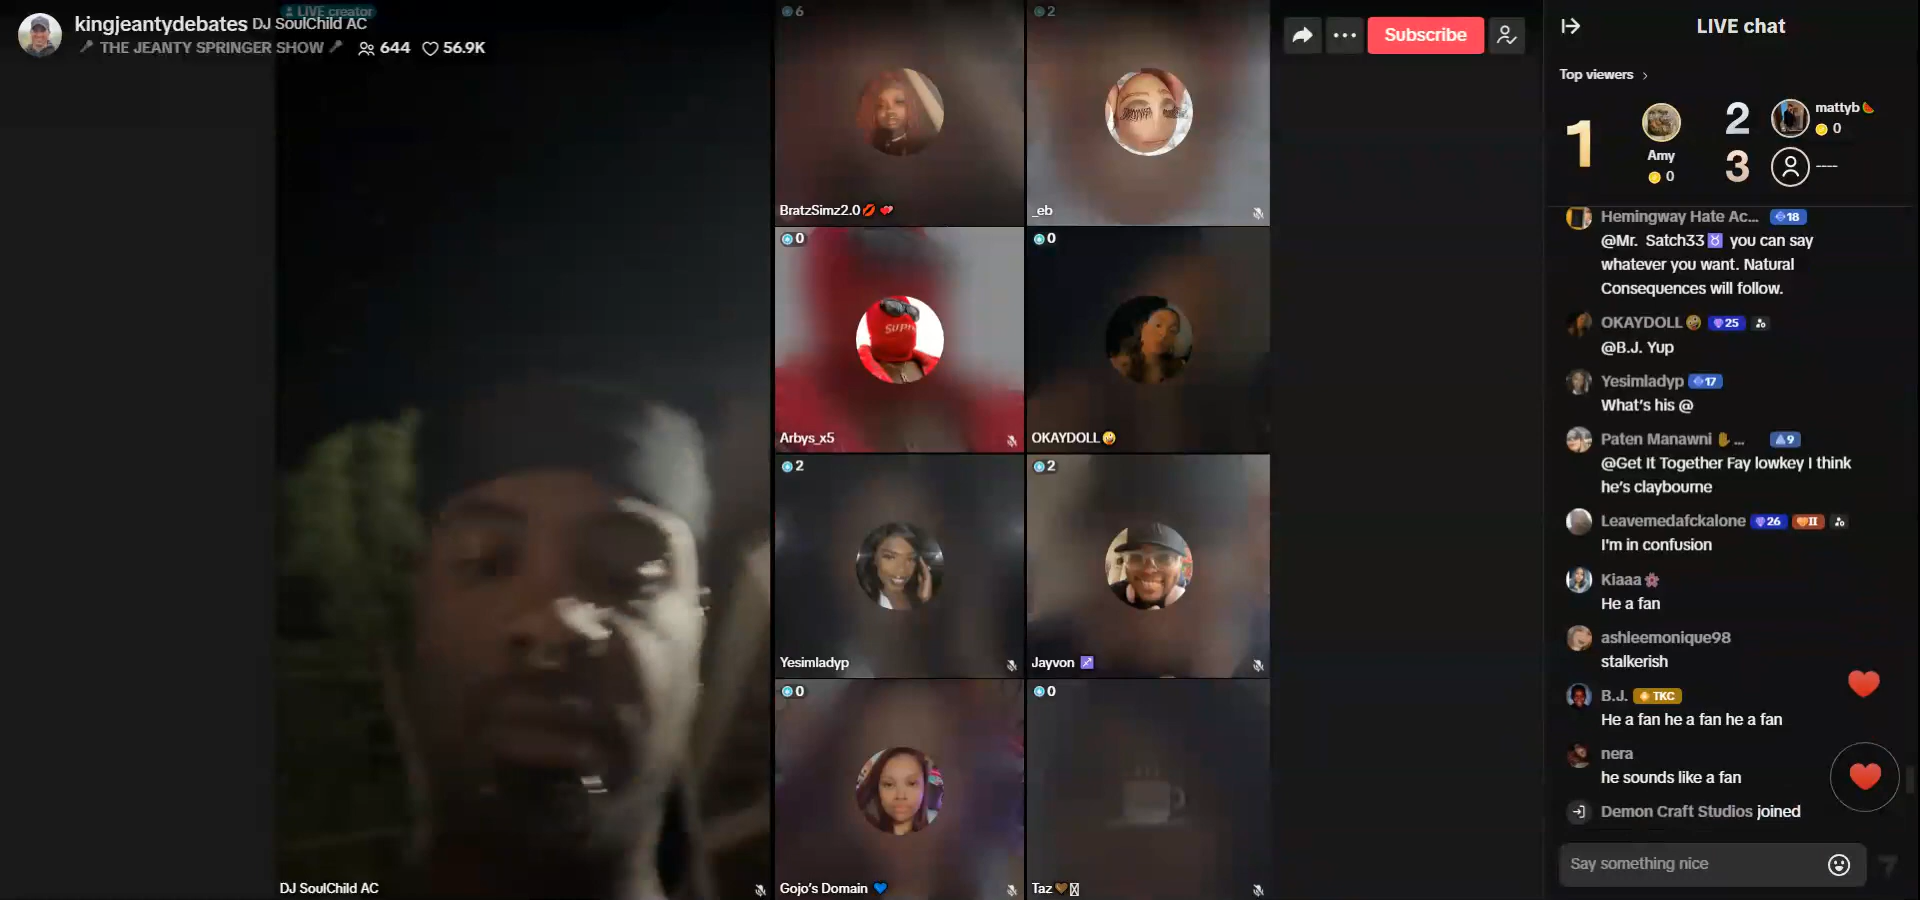 LIVE creator
kingjeantydebates DJ SoulChild AC
🎤 THE JEANTY SPRINGER SHOW 🎤 644 56.9K
Subscribe
6
BratzSimz2.0💋💕
2
_eb
0
SUPR
Arbys_x5
0
OKAYDOLL🤪
2
Yesimladyp
2
Jayvon ♐
0
Gojo's Domain 💙
0
Taz🤎
DJ SoulChild AC
LIVE chat
Top viewers >
1
Amy
0
2
mattyb🍉
0
3
----
Hemingway Hate Ac... 18
@Mr. Satch33♉ you can say
whatever you want. Natural
Consequences will follow.
OKAYDOLL🤪 25
@B.J. Yup
Yesimladyp 17
What's his @
Paten Manawni ✋🏾... 9
@Get It Together Fay lowkey I think
he's claybourne
Leavemedafckalone 26 II
I'm in confusion
Kiaaa🌸
He a fan
ashleemonique98
stalkerish
B.J. TKC
He a fan he a fan he a fan
nera
he sounds like a fan
Demon Craft Studios joined
Say something nice